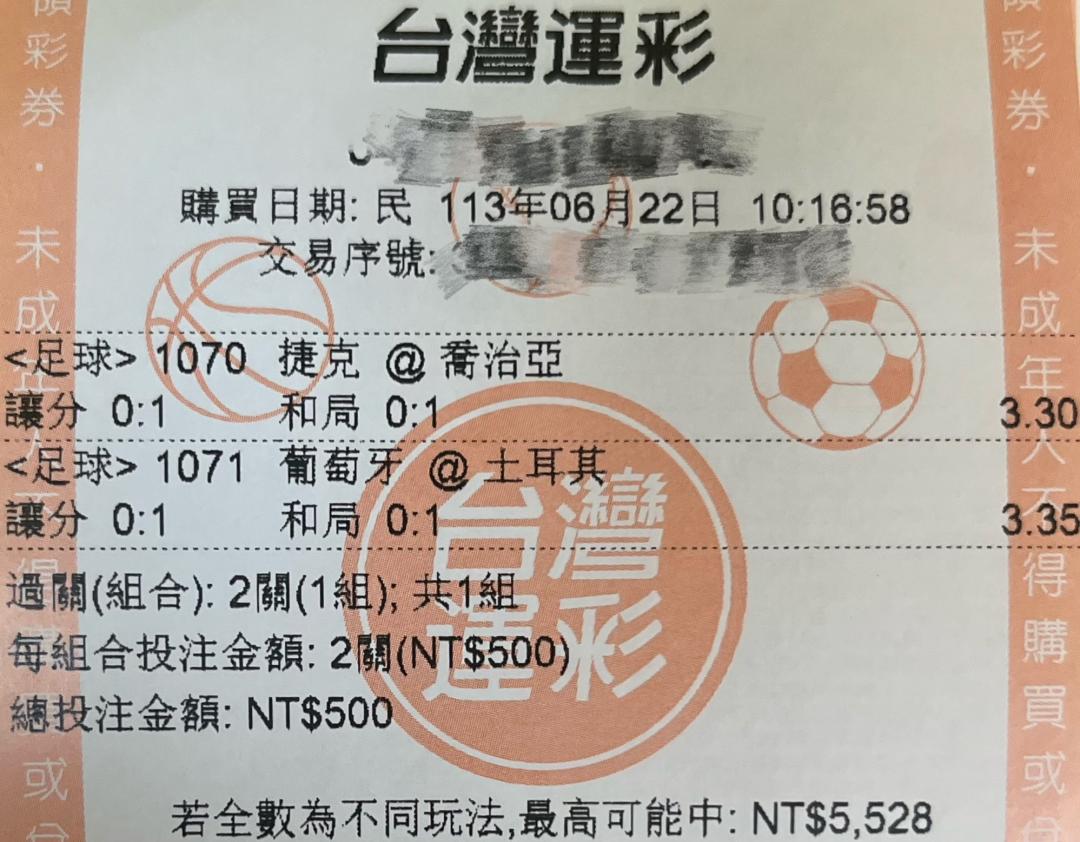 台灣運彩
購買日期: 民 113年06月22日 10:16:58
交易序號:
<足球> 1070 捷克 @ 喬治亞
讓分 0:1 和局 0:1 3.30
<足球> 1071 葡萄牙 @ 土耳其
讓分 0:1 和局 0:1 3.35
過關(組合): 2關(1組); 共1組
每組合投注金額: 2關(NT$500)
總投注金額: NT$500
若全數為不同玩法,最高可能中: NT$5,528
台灣
運彩
彩券．未成年人不得購買或
彩券．未成年人不得購買或